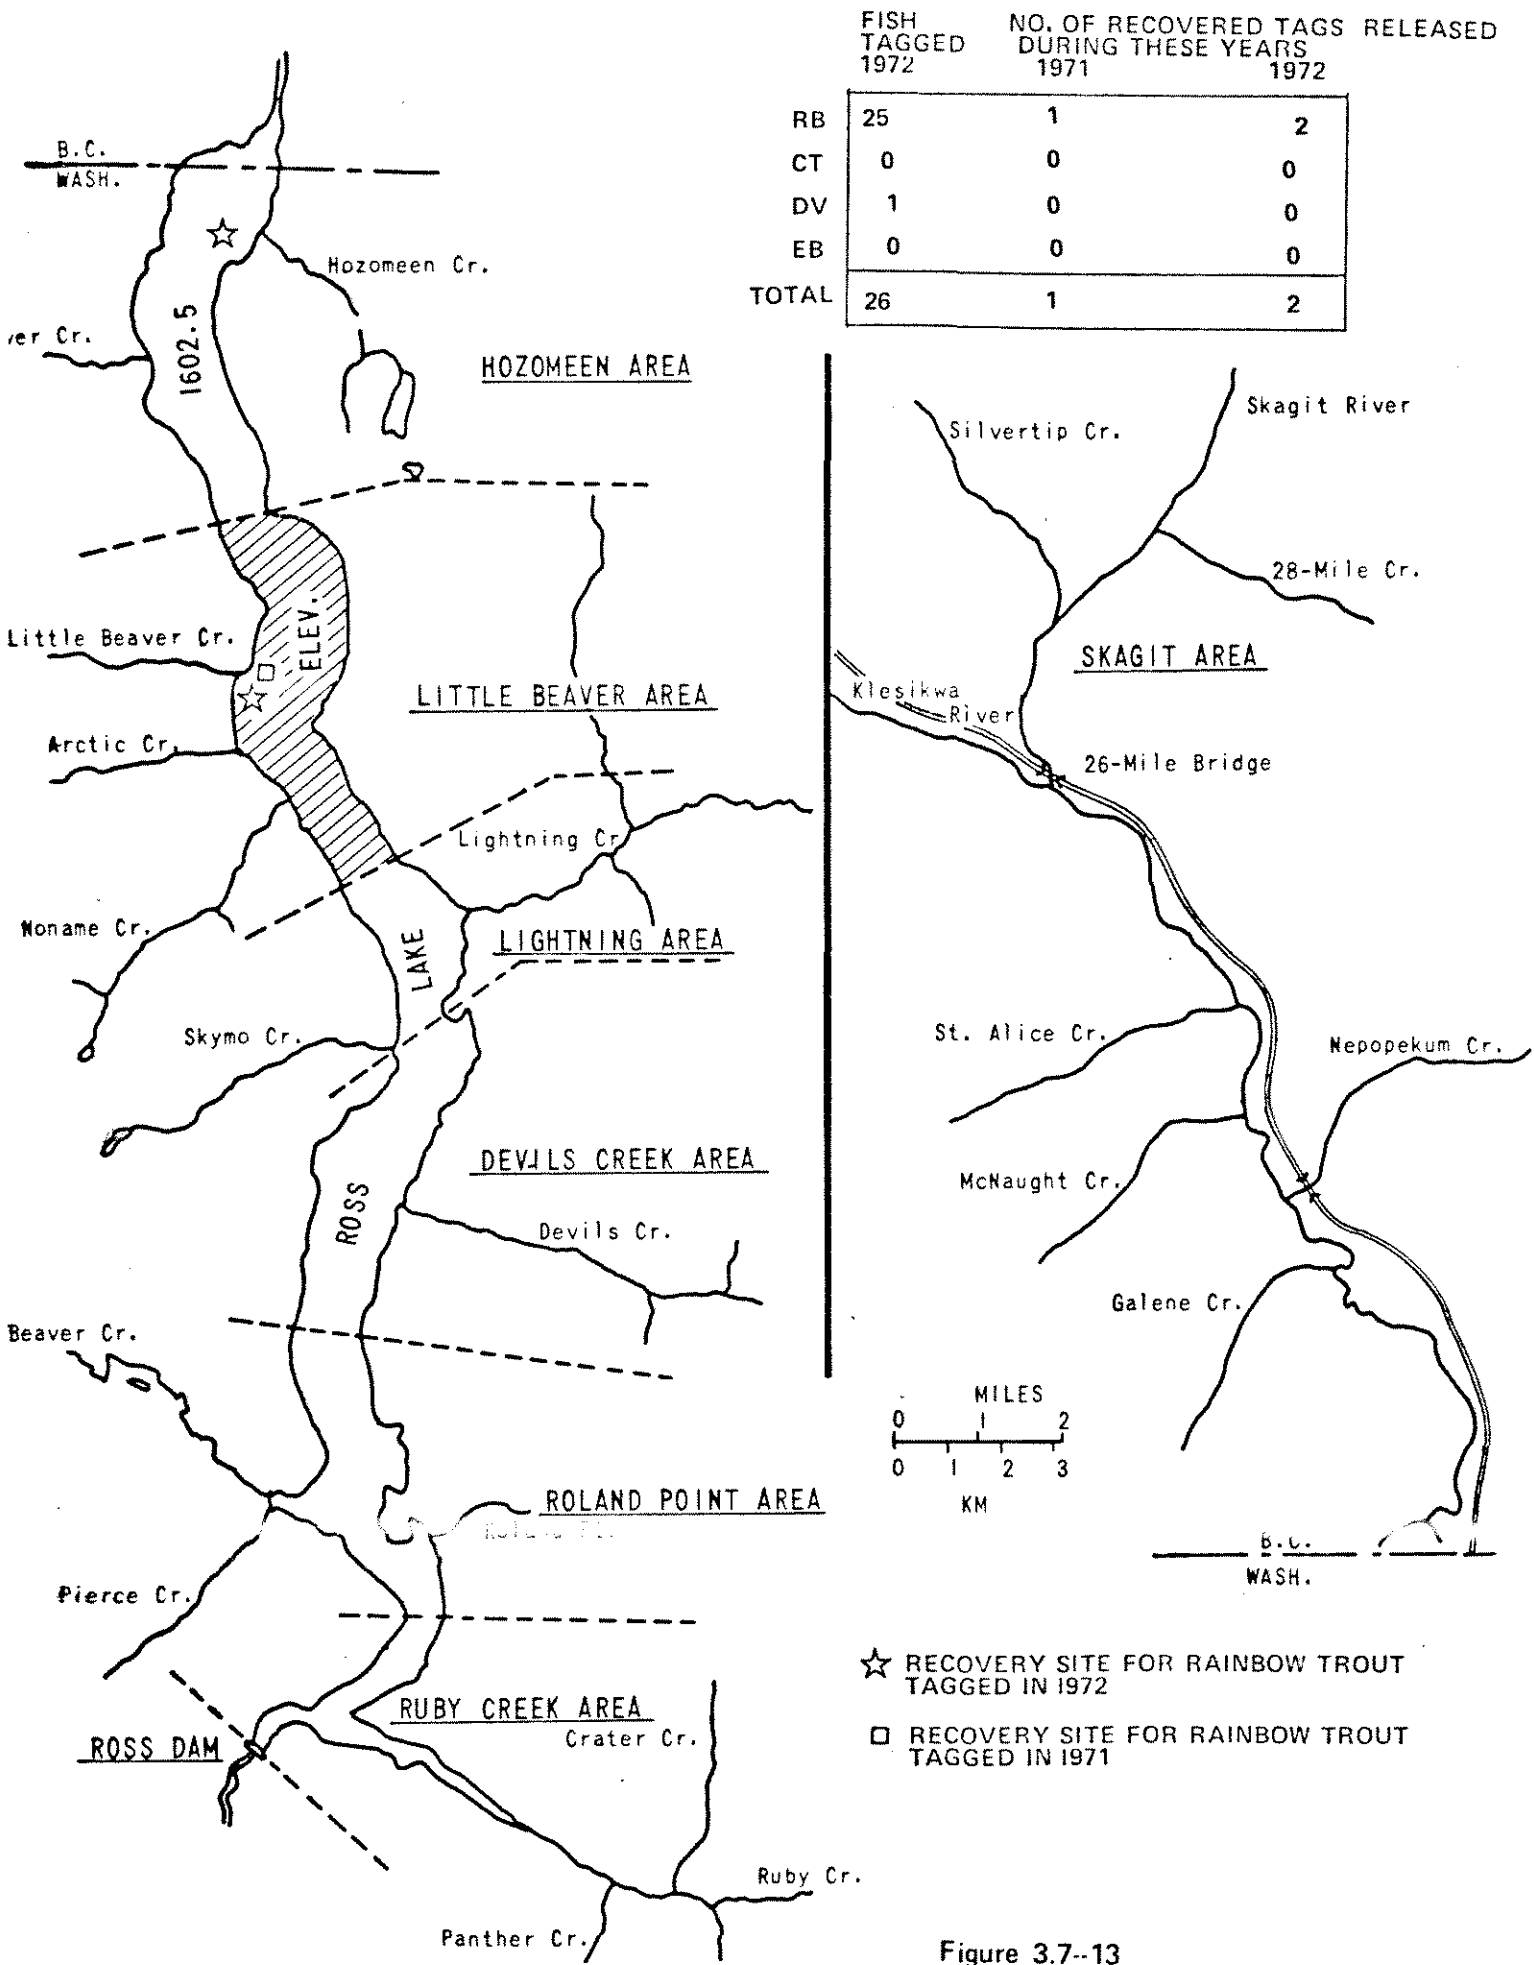 FISH NO. OF RECOVERED TAGS RELEASED
TAGGED DURING THESE YEARS
1972 1971 1972
RB 25 1 2
CT 0 0 0
DV 1 0 0
EB 0 0 0
TOTAL 26 1 2
B.C.
WASH.
Hozomeen Cr.
Cr.
1602.5
HOZOMEEN AREA
Little Beaver Cr.
ELEV.
LITTLE BEAVER AREA
Arctic Cr.
Lightning Cr
Noname Cr.
LIGHTNING AREA
LAKE
Skymo Cr.
DEVILS CREEK AREA
ROSS
Devils Cr.
Beaver Cr.
ROLAND POINT AREA
Pierce Cr.
RUBY CREEK AREA
ROSS DAM
Crater Cr.
Ruby Cr.
Panther Cr.
Skagit River
Silvertip Cr.
28-Mile Cr.
SKAGIT AREA
Klesikwa
River
26-Mile Bridge
St. Alice Cr.
Nepopekum Cr.
McNaught Cr.
Galene Cr.
MILES
0 1 2
0 1 2 3
KM
B.C.
WASH.
RECOVERY SITE FOR RAINBOW TROUT
TAGGED IN 1972
RECOVERY SITE FOR RAINBOW TROUT
TAGGED IN 1971
Figure 3.7--13